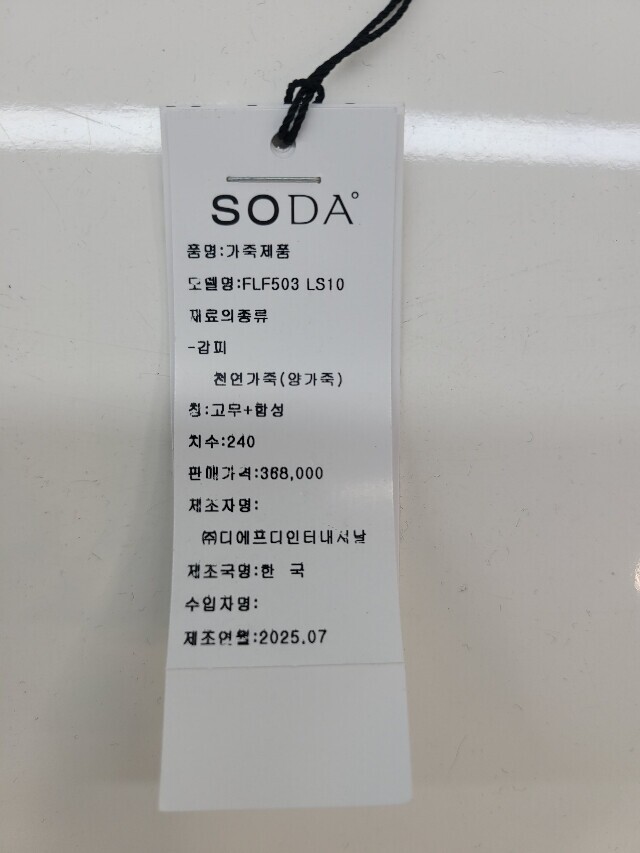 SODA°
품명:가죽제품
모델명:FLF503 LS10
재료의종류
-갑피
천연가죽(양가죽)
창:고무+합성
치수:240
판매가격:368,000
제조자명:
㈜디에프디인터내셔날
제조국명:한 국
수입자명:
제조연월:2025.07